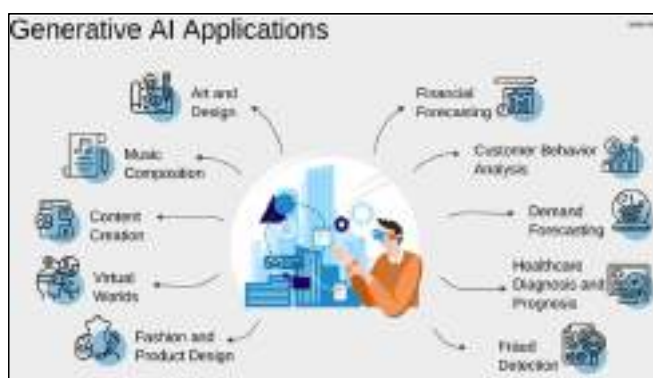 Generative AI Applications
Art and
Design
Music
Composition
Content
Creation
Virtual
Worlds
Fashion and
Product Design
Financial
Forecasting
Customer Behavior
Analysis
Demand
Forecasting
Healthcare
Diagnosis and
Prognosis
Fraud
Detection